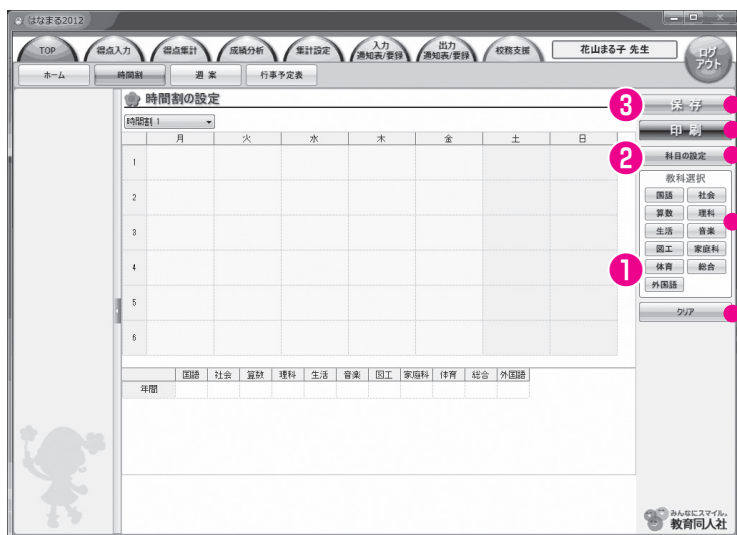 はなまる2012
TOP 得点入力 得点集計 成績分析 集計設定 入力 通知表/要録 出力 通知表/要録 校務支援 花山まる子 先生 ログアウト
ホーム 時間割 週 案 行事予定表
時間割の設定
時間割 1
月 火 水 木 金 土 日
1
2
3
4
5
6
国語 社会 算数 理科 生活 音楽 図工 家庭科 体育 総合 外国語
年間
❸ 保 存
印 刷
❷ 科目の設定
教科選択
国語 社会
算数 理科
生活 音楽
図工 家庭科
❶ 体育 総合
外国語
クリア
みんなにスマイル。
教育同人社